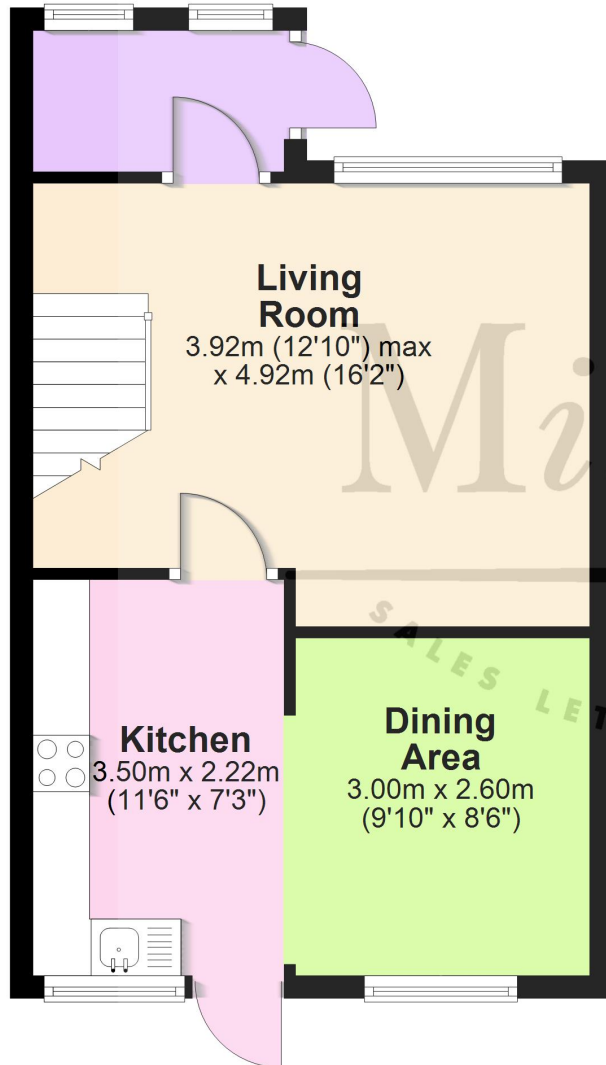 Living
Room
3.92m (12'10") max
x 4.92m (16'2")
Mi
SALES LET
Kitchen
3.50m x 2.22m
(11'6" x 7'3")
Dining
Area
3.00m x 2.60m
(9'10" x 8'6")